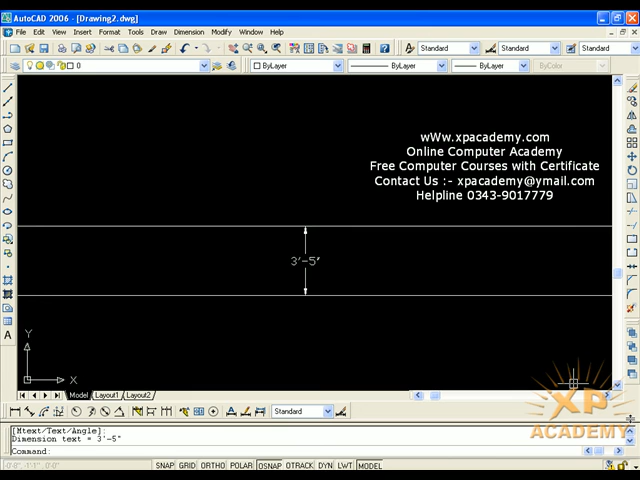 AutoCAD 2006 - [Drawing2.dwg]
File Edit View Insert Format Tools Draw Dimension Modify Window Help
Standard Standard Standard
0 ByLayer ByLayer ByLayer ByColor
wWw.xpacademy.com
Online Computer Academy
Free Computer Courses with Certificate
Contact Us :- xpacademy@ymail.com
Helpline 0343-9017779
3'-5"
Y
X
Model Layout1 Layout2
XP
ACADEMY
Standard
[Mtext/Text/Angle]:
Dimension text = 3'-5"
Command:
SNAP GRID ORTHO POLAR OSNAP OTRACK DYN LWT MODEL